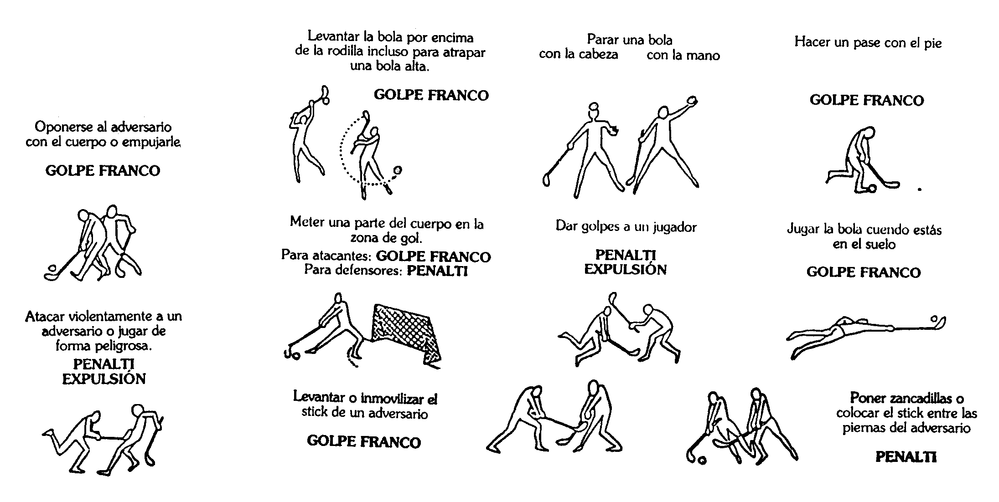 Oponerse al adversario
con el cuerpo o empujarle
GOLPE FRANCO
Atacar violentamente a un
adversario o jugar de
forma peligrosa.
PENALTI
EXPULSIÓN
Levantar la bola por encima
de la rodilla incluso para atrapar
una bola alta.
GOLPE FRANCO
Meter una parte del cuerpo en la
zona de gol.
Para atacantes: GOLPE FRANCO
Para defensores: PENALTI
Levantar o inmovilizar el
stick de un adversario
GOLPE FRANCO
Parar una bola
con la cabeza con la mano
Dar golpes a un jugador
PENALTI
EXPULSIÓN
Hacer un pase con el pie
GOLPE FRANCO
Jugar la bola cuendo estás
en el suelo
GOLPE FRANCO
Poner zancadillas o
colocar el stick entre las
piernas del adversario
PENALTI